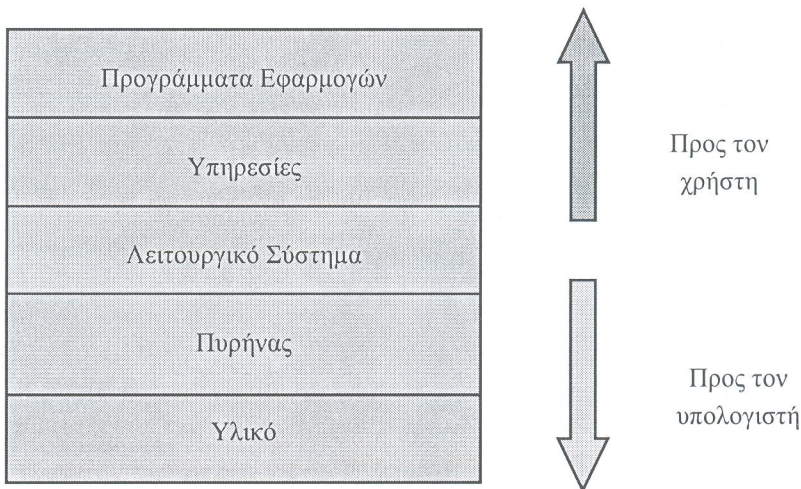 Προγράμματα Εφαρμογών
Υπηρεσίες
Λειτουργικό Σύστημα
Πυρήνας
Υλικό
Προς τον
χρήστη
Προς τον
υπολογιστή